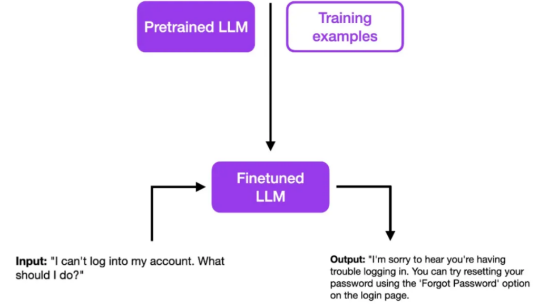 Pretrained LLM
Training
examples
Finetuned
LLM
Input: "I can't log into my account. What
should I do?"
Output: "I'm sorry to hear you're having
trouble logging in. You can try resetting your
password using the 'Forgot Password' option
on the login page.